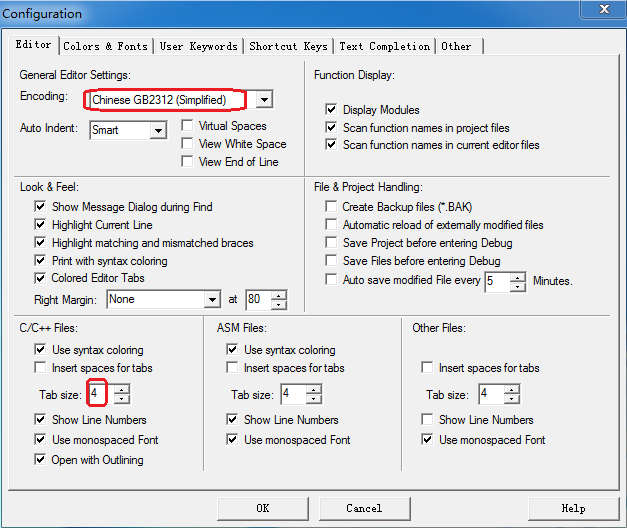 Configuration
Editor
Colors & Fonts
User Keywords
Shortcut Keys
Text Completion
Other
General Editor Settings:
Encoding: Chinese GB2312 (Simplified)
Auto Indent: Smart
Virtual Spaces
View White Space
View End of Line
Function Display:
Display Modules
Scan function names in project files
Scan function names in current editor files
Look & Feel:
Show Message Dialog during Find
Highlight Current Line
Highlight matching and mismatched braces
Print with syntax coloring
Colored Editor Tabs
Right Margin: None at 80
File & Project Handling:
Create Backup files (*.BAK)
Automatic reload of externally modified files
Save Project before entering Debug
Save Files before entering Debug
Auto save modified File every 5 Minutes.
C/C++ Files:
Use syntax coloring
Insert spaces for tabs
Tab size: 4
Show Line Numbers
Use monospaced Font
Open with Outlining
ASM Files:
Use syntax coloring
Insert spaces for tabs
Tab size: 4
Show Line Numbers
Use monospaced Font
Other Files:
Insert spaces for tabs
Tab size: 4
Show Line Numbers
Use monospaced Font
OK
Cancel
Help